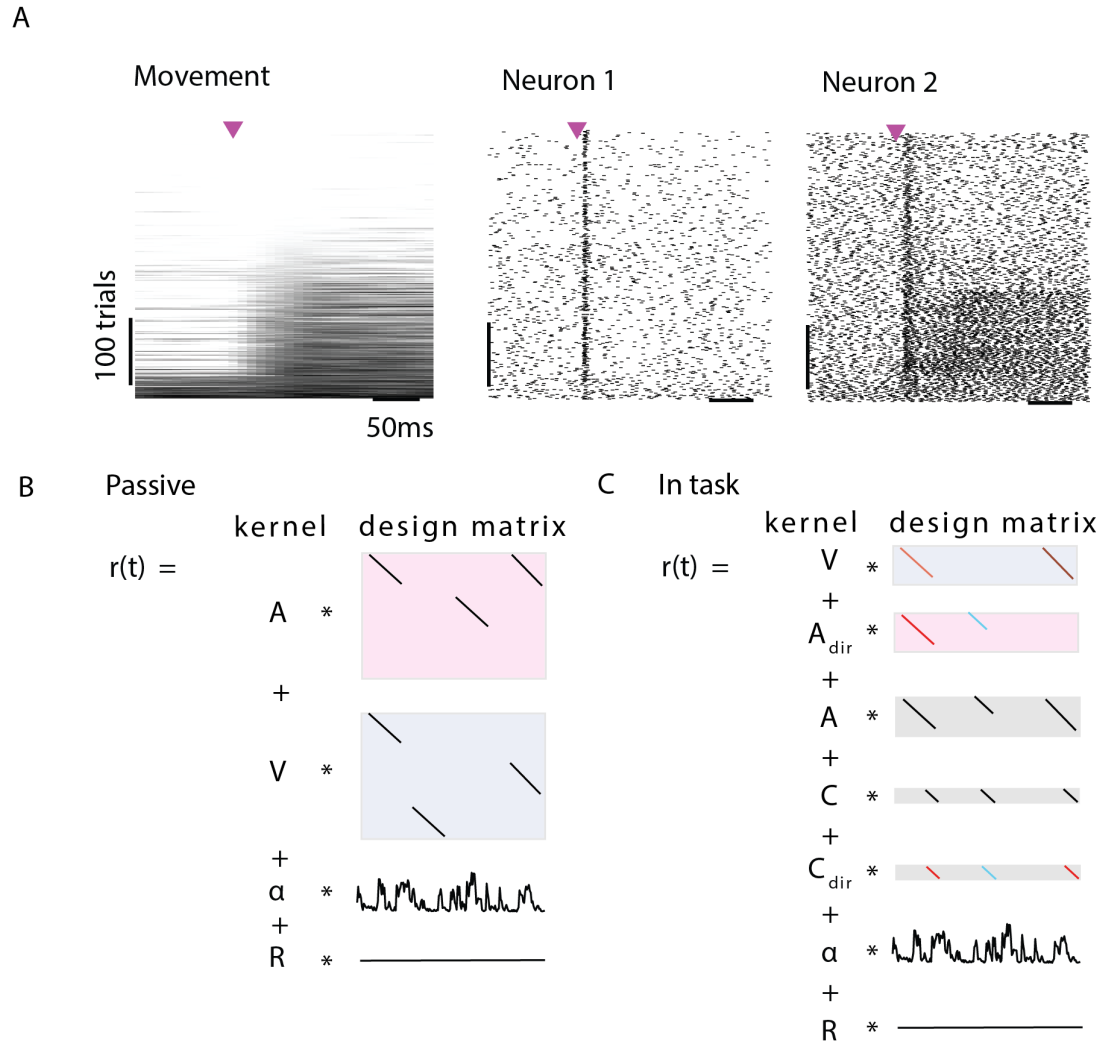 A
Movement
Neuron 1
Neuron 2
100 trials
50ms
B
Passive
kernel design matrix
r(t) =
A *
+
V *
+
α *
+
R *
C
In task
kernel design matrix
r(t) =
V *
+
A dir *
+
A *
+
C *
+
C dir *
+
α *
+
R *